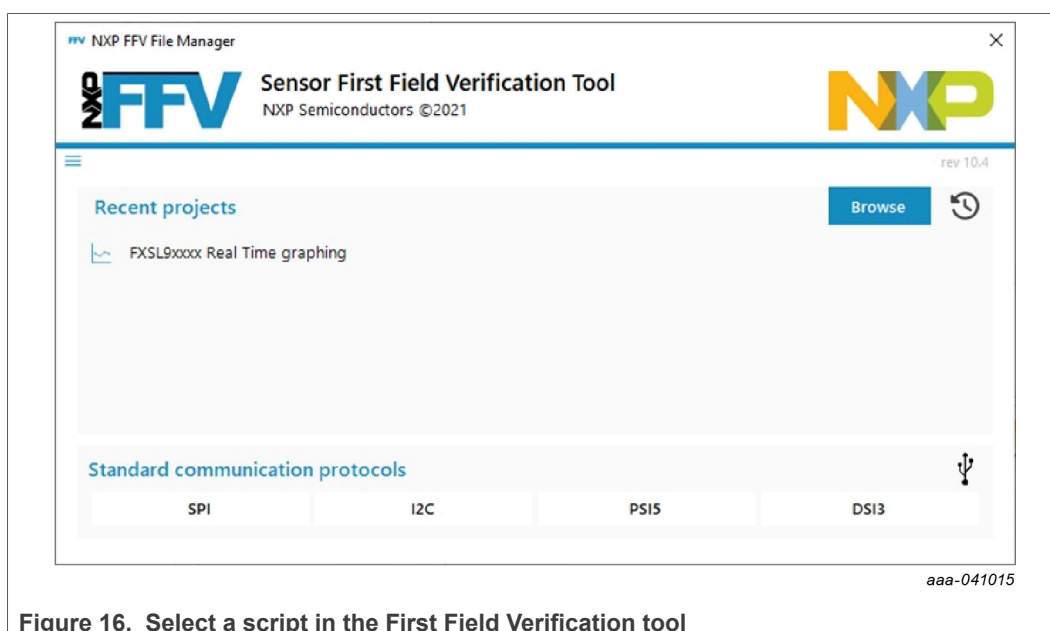 FFV NXP FFV File Manager
NXP FFV
Sensor First Field Verification Tool
NXP Semiconductors ©2021
NXP
rev 10.4
Recent projects
Browse
FXSL9xxxx Real Time graphing
Standard communication protocols
SPI I2C PSI5 DSI3
aaa-041015
Figure 16. Select a script in the First Field Verification tool